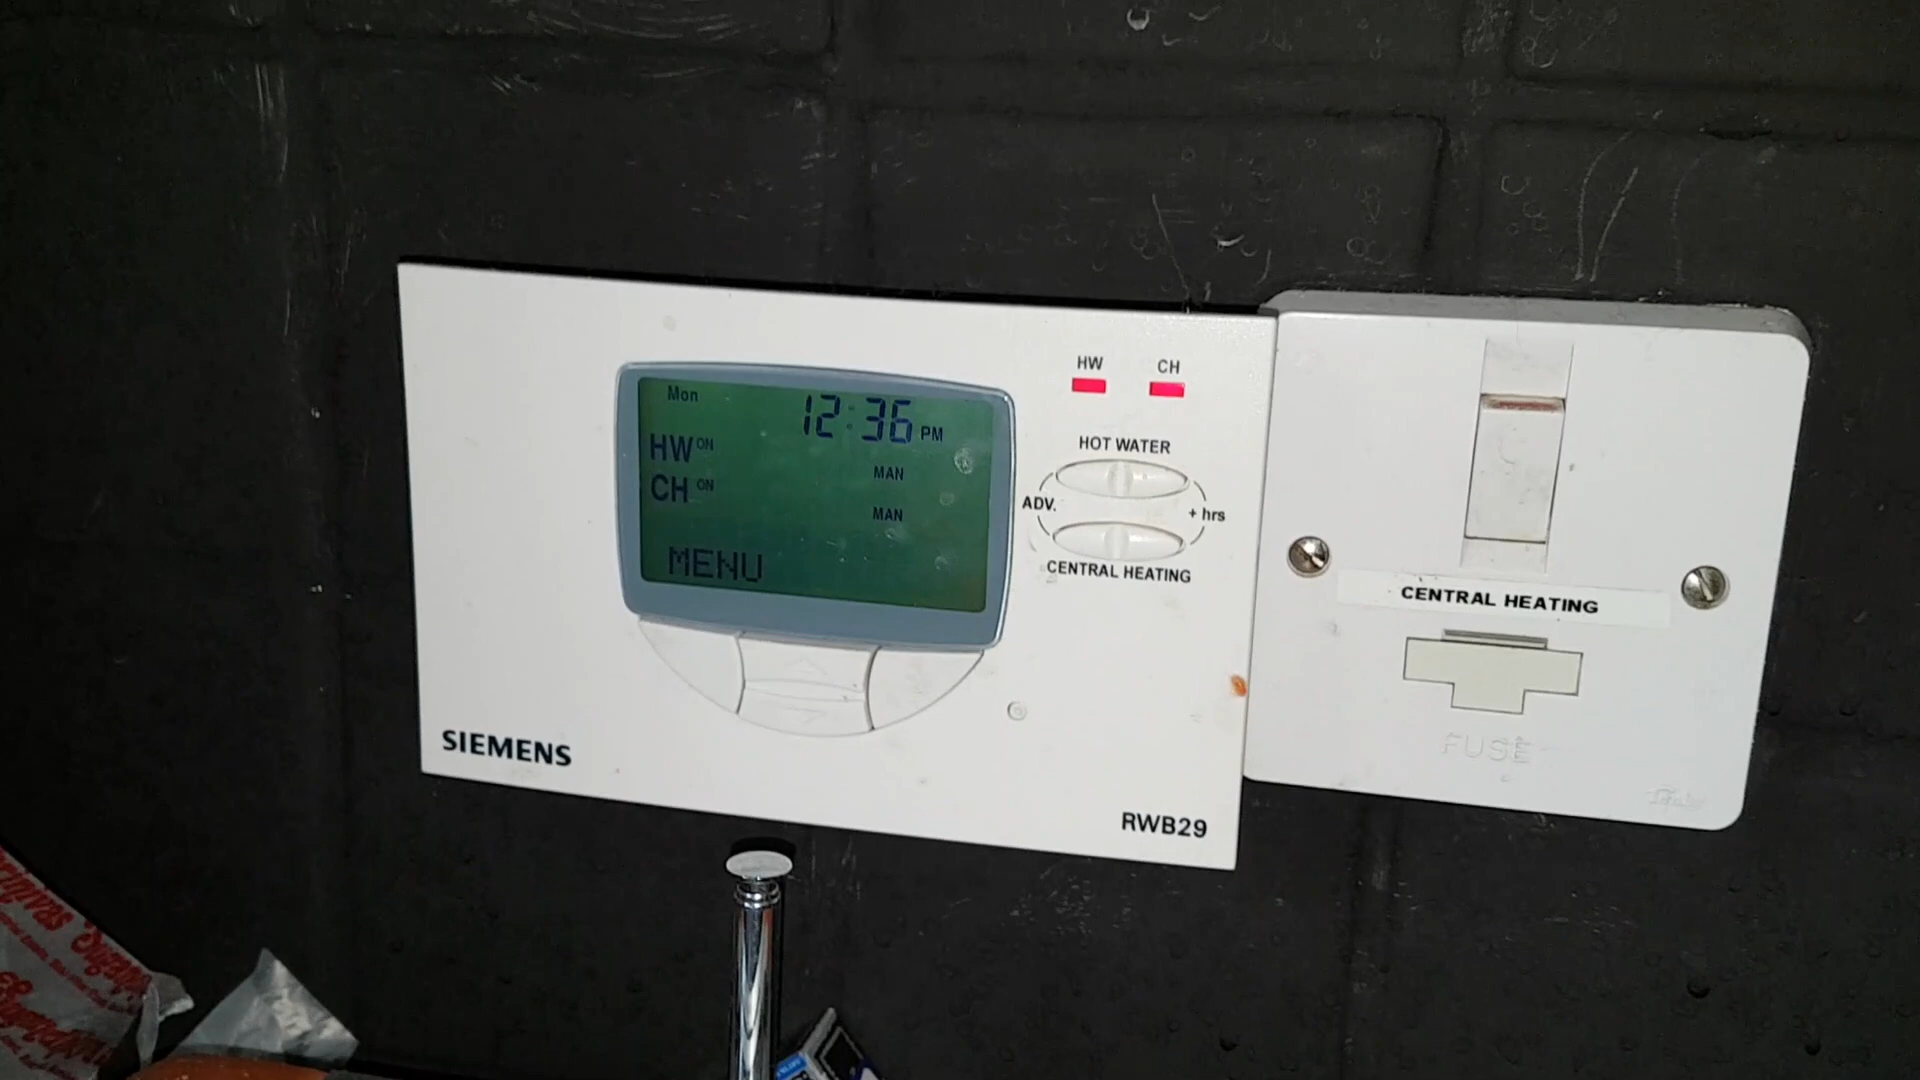 Mon
12:36 PM
HW ON
MAN
CH ON
MAN
MENU
SIEMENS
RWB29
HW CH
HOT WATER
ADV. + hrs
CENTRAL HEATING
CENTRAL HEATING
FUSE